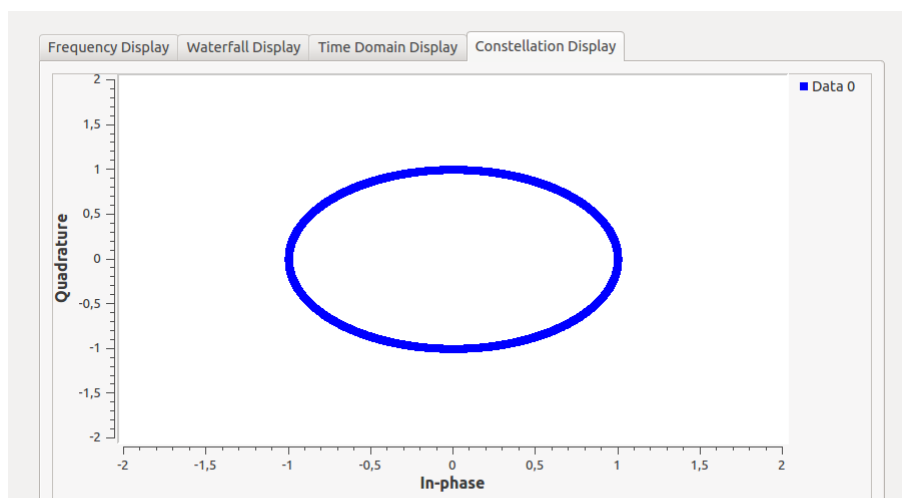 Frequency Display Waterfall Display Time Domain Display Constellation Display
Data 0
2
1,5
1
0,5
0
-0,5
-1
-1,5
-2
Quadrature
-2 -1,5 -1 -0,5 0 0,5 1 1,5 2
In-phase